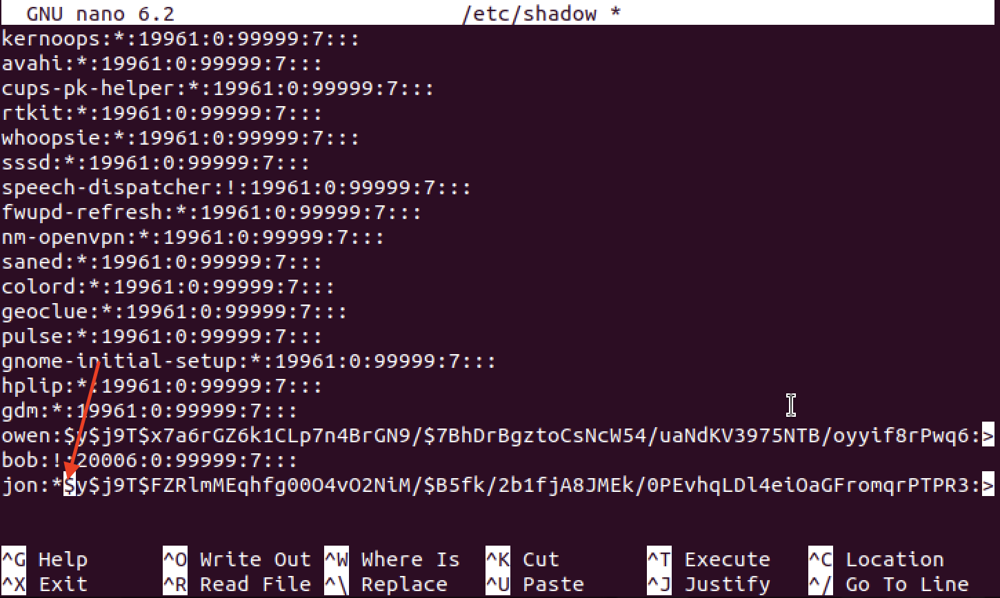 GNU nano 6.2 /etc/shadow *
kernoops:*:19961:0:99999:7:::
avahi:*:19961:0:99999:7:::
cups-pk-helper:*:19961:0:99999:7:::
rtkit:*:19961:0:99999:7:::
whoopsie:*:19961:0:99999:7:::
sssd:*:19961:0:99999:7:::
speech-dispatcher:!:19961:0:99999:7:::
fwupd-refresh:*:19961:0:99999:7:::
nm-openvpn:*:19961:0:99999:7:::
saned:*:19961:0:99999:7:::
colord:*:19961:0:99999:7:::
geoclue:*:19961:0:99999:7:::
pulse:*:19961:0:99999:7:::
gnome-initial-setup:*:19961:0:99999:7:::
hplip:*:19961:0:99999:7:::
gdm:*:19961:0:99999:7:::
owen:$y$j9T$x7a6rGZ6k1CLp7n4BrGN9/$7BhDrBgztoCsNcW54/uaNdKV3975NTB/oyyif8rPwq6:>
bob:!:20006:0:99999:7:::
jon:*$y$j9T$FZRlmMEqhfg00O4vO2NiM/$B5fk/2b1fjA8JMEk/0PEvhqLDl4eiOaGFromqrPTPR3:>
^G Help ^O Write Out ^W Where Is ^K Cut ^T Execute ^C Location
^X Exit ^R Read File ^\ Replace ^U Paste ^J Justify ^/ Go To Line